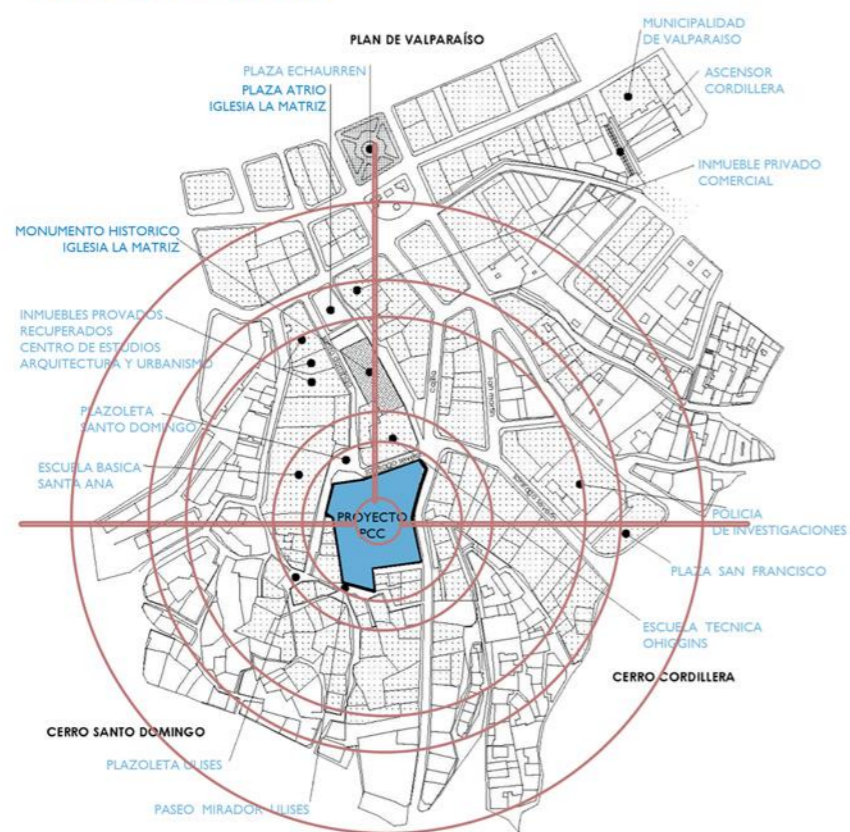 MUNICIPALIDAD
DE VALPARAISO
PLAN DE VALPARAÍSO
PLAZA ECHAURREN
PLAZA ATRIO
IGLESIA LA MATRIZ
ASCENSOR
CORDILLERA
INMUEBLE PRIVADO
COMERCIAL
MONUMENTO HISTORICO
IGLESIA LA MATRIZ
INMUEBLES PROVADOS
RECUPERADOS
CENTRO DE ESTUDIOS
ARQUITECTURA Y URBANISMO
PLAZOLETA
SANTO DOMINGO
ESCUELA BASICA
SANTA ANA
PROYECTO
PCC
POLICIA
DE INVESTIGACIONES
PLAZA SAN FRANCISCO
ESCUELA TECNICA
OHIGGINS
CERRO CORDILLERA
CERRO SANTO DOMINGO
PLAZOLETA ULISES
PASEO MIRADOR ULISES